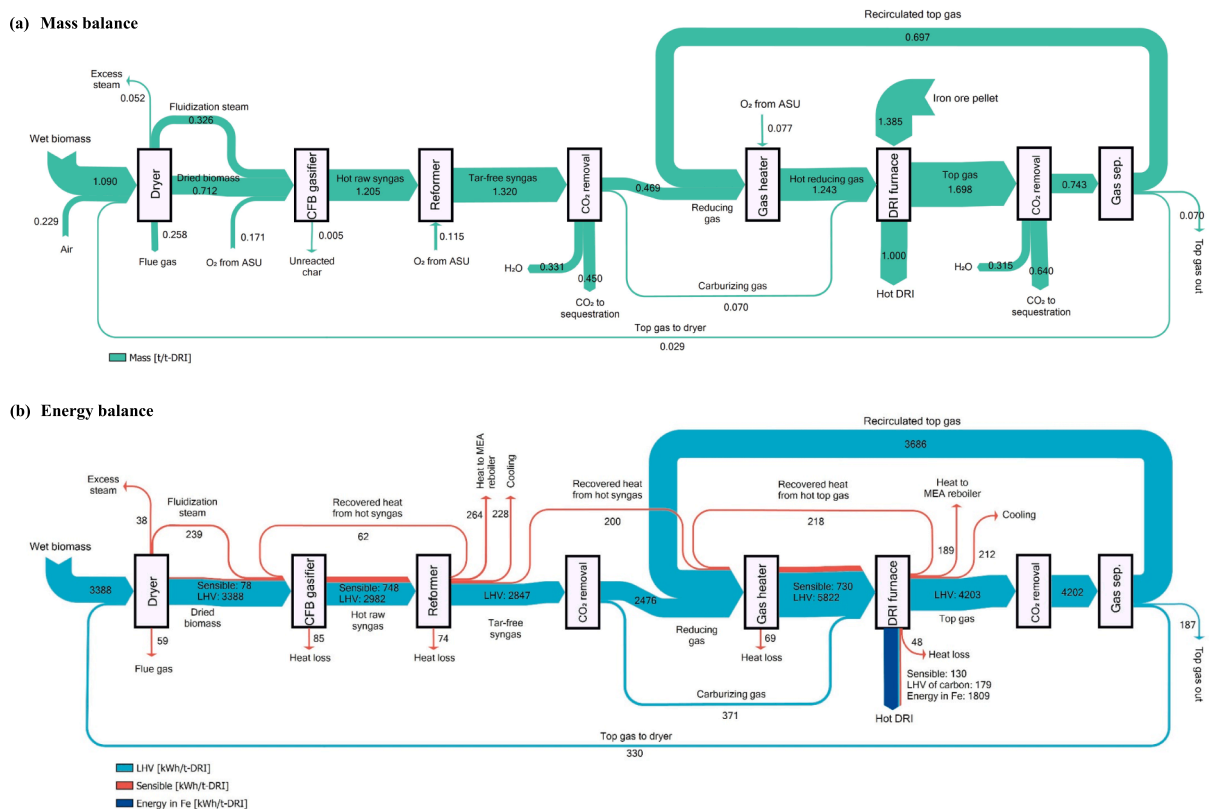 (a) Mass balance
Recirculated top gas
0.697
Excess
steam
0.052
Fluidization steam
0.326
O₂ from ASU
0.077
Iron ore pellet
1.385
Wet biomass
1.090
Dryer
Dried biomass
0.712
CFB gasifier
Hot raw syngas
1.205
Reformer
Tar-free syngas
1.320
CO₂ removal
0.469
Reducing
gas
Gas heater
Hot reducing gas
1.243
DRI furnace
Top gas
1.698
CO₂ removal
0.743
Gas sep.
0.070
Top gas out
0.229
Air
0.258
Flue gas
0.171
O₂ from ASU
0.005
Unreacted
char
0.115
O₂ from ASU
H₂O
0.331
0.450
CO₂ to
sequestration
Carburizing gas
0.070
1.000
Hot DRI
H₂O
0.315
0.640
CO₂ to
sequestration
Top gas to dryer
0.029
Mass [t/t-DRI]
(b) Energy balance
Recirculated top gas
3686
Excess
steam
38
Fluidization
steam
239
Recovered heat
from hot syngas
62
Heat to MEA
reboiler
264
Cooling
228
Recovered heat
from hot syngas
200
Recovered heat
from hot top gas
218
Heat to
MEA reboiler
189
Cooling
212
Wet biomass
3388
Dryer
Sensible: 78
LHV: 3388
Dried
biomass
CFB gasifier
Sensible: 748
LHV: 2982
Hot raw
syngas
Reformer
LHV: 2847
Tar-free
syngas
CO₂ removal
2476
Reducing
gas
Gas heater
Sensible: 730
LHV: 5822
DRI furnace
LHV: 4203
Top gas
CO₂ removal
4202
Gas sep.
187
Top gas out
59
Flue gas
85
Heat loss
74
Heat loss
69
Heat loss
48
Heat loss
Sensible: 130
LHV of carbon: 179
Energy in Fe: 1809
Hot DRI
Carburizing gas
371
Top gas to dryer
330
LHV [kWh/t-DRI]
Sensible [kWh/t-DRI]
Energy in Fe [kWh/t-DRI]